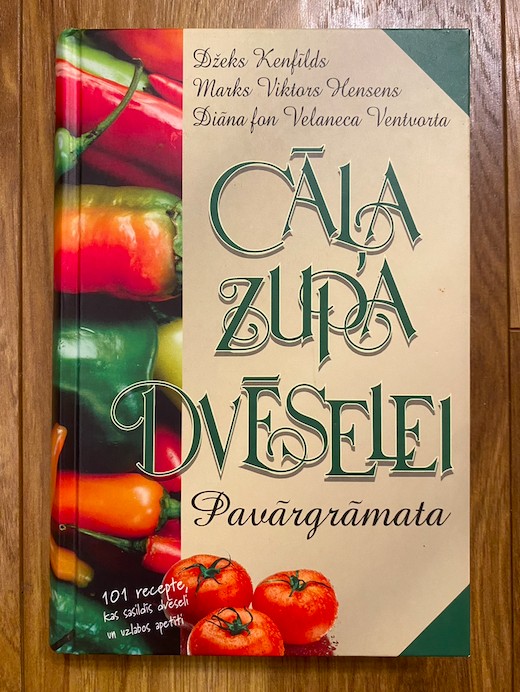 Džeks Kenfīlds
Marks Viktors Hensens
Diāna fon Velaneca Ventvorta
CĀĻA
ZUPA
DVĒSELEI
Pavārgrāmata
101 recepte,
kas sasildīs dvēseli
un uzlabos apetīti